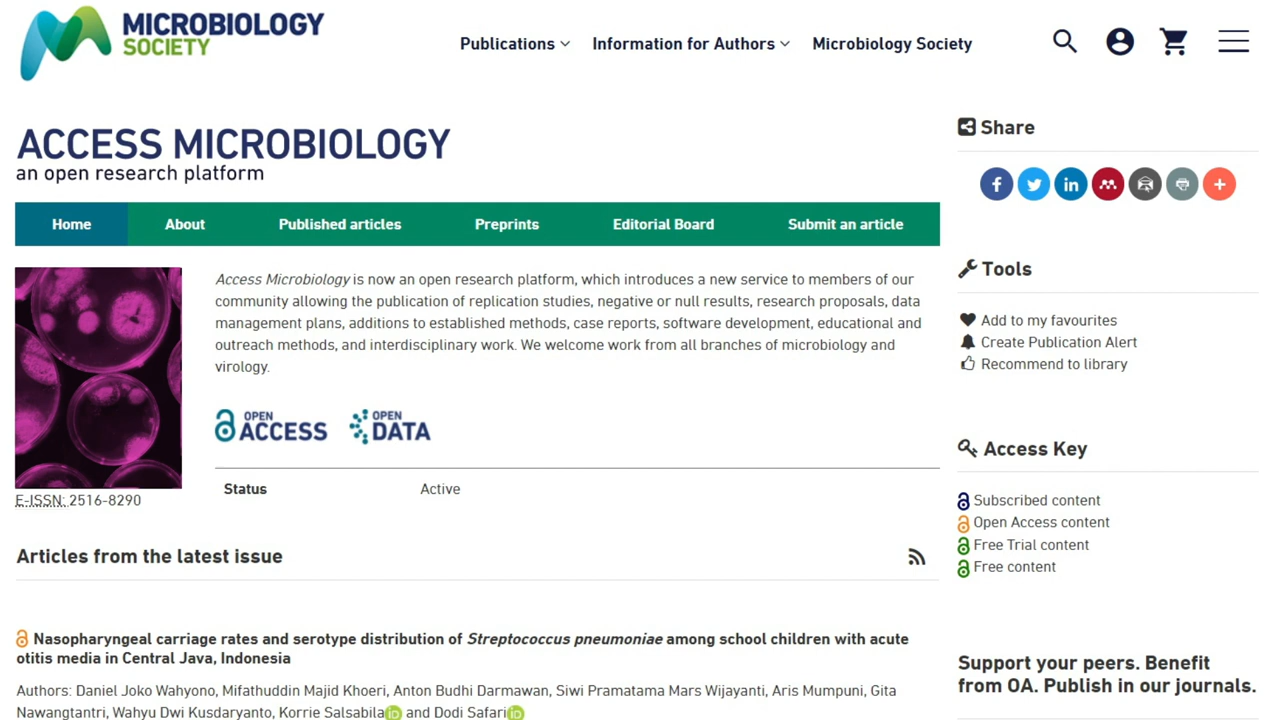 MICROBIOLOGY
SOCIETY
Publications
Information for Authors
Microbiology Society
ACCESS MICROBIOLOGY
an open research platform
Home
About
Published articles
Preprints
Editorial Board
Submit an article
Access Microbiology is now an open research platform, which introduces a new service to members of our
community allowing the publication of replication studies, negative or null results, research proposals, data
management plans, additions to established methods, case reports, software development, educational and
outreach methods, and interdisciplinary work. We welcome work from all branches of microbiology and
virology.
OPEN
ACCESS
OPEN
DATA
E-ISSN: 2516-8290
Status
Active
Articles from the latest issue
Nasopharyngeal carriage rates and serotype distribution of Streptococcus pneumoniae among school children with acute
otitis media in Central Java, Indonesia
Authors: Daniel Joko Wahyono, Mifathuddin Majid Khoeri, Anton Budhi Darmawan, Siwi Pramatama Mars Wijayanti, Aris Mumpuni, Gita
Nawangtantri, Wahyu Dwi Kusdaryanto, Korrie Salsabila iD and Dodi Safari iD
Share
Tools
Add to my favourites
Create Publication Alert
Recommend to library
Access Key
Subscribed content
Open Access content
Free Trial content
Free content
Support your peers. Benefit
from OA. Publish in our journals.